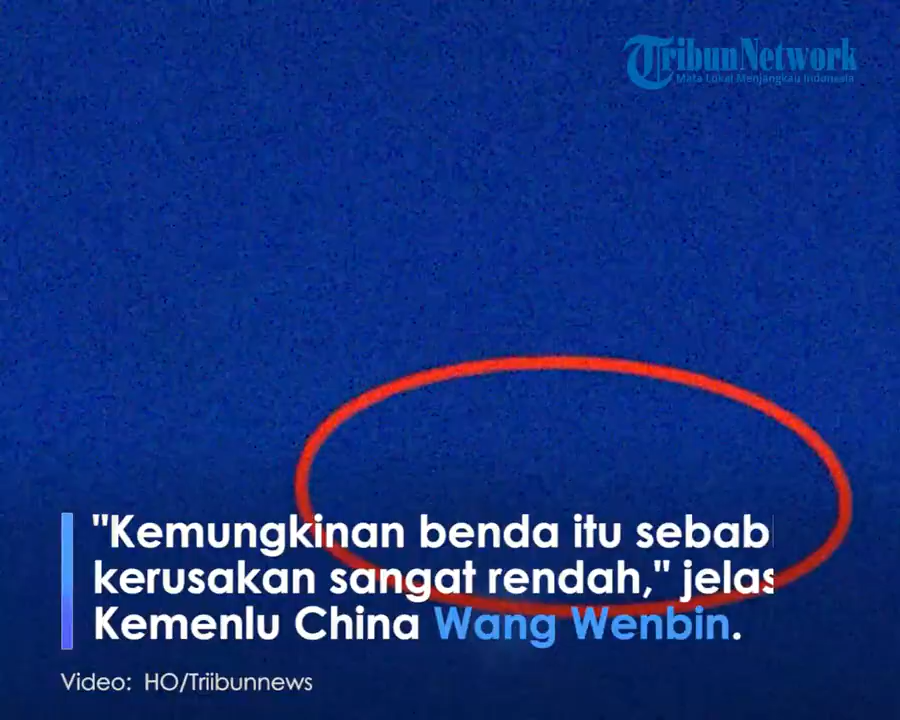 TribunNetwork
Mata Lokal Menjangkau Indonesia
"Kemungkinan benda itu sebab
kerusakan sangat rendah," jelas
Kemenlu China Wang Wenbin.
Video: HO/Triibunnews